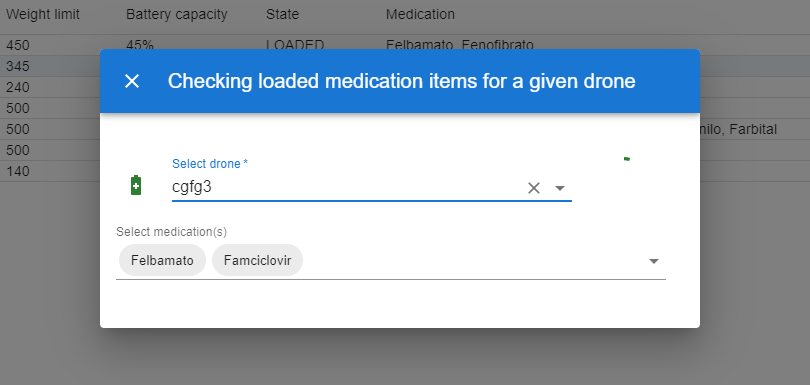 Weight limit Battery capacity State Medication
450 45% LOADED Felbamato, Fenofibrato
345
Checking loaded medication items for a given drone
240
500
500 nilo, Farbital
500
140
Select drone *
cgfg3
Select medication(s)
Felbamato Famciclovir